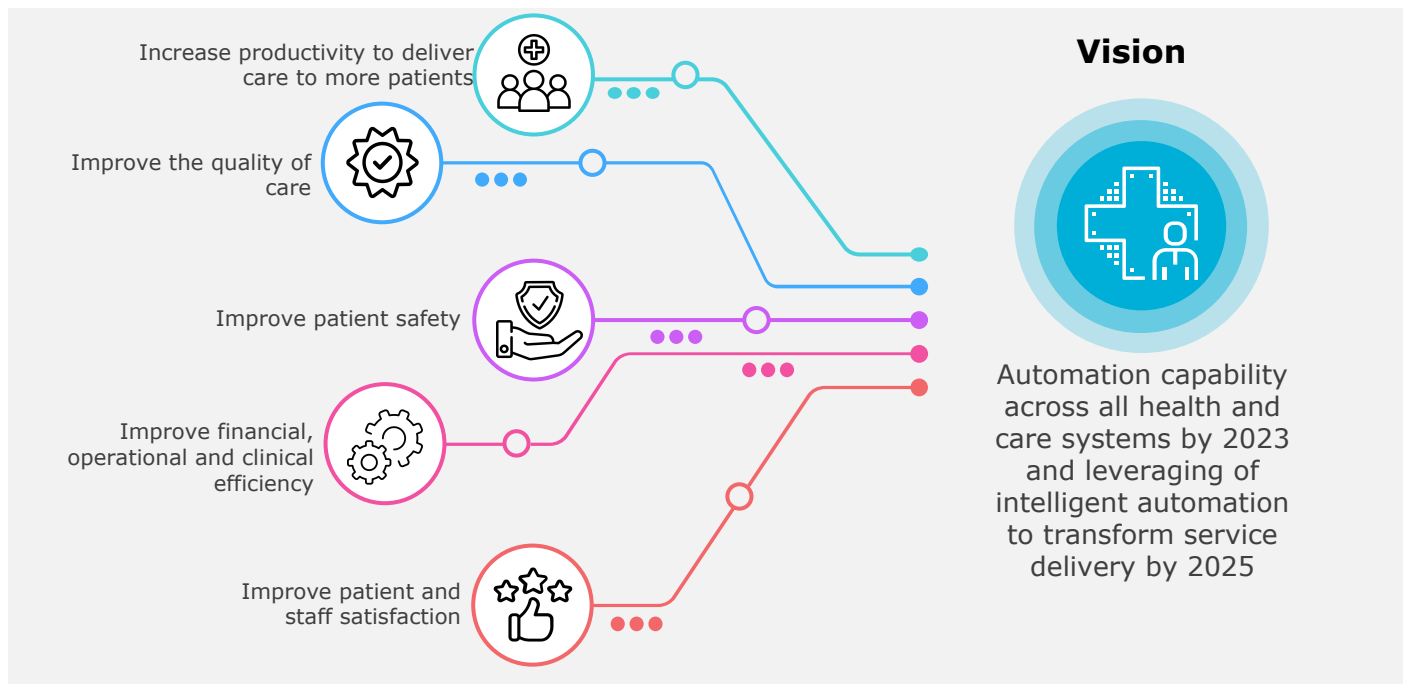 Increase productivity to deliver
care to more patients
Improve the quality of
care
Improve patient safety
Improve financial,
operational and clinical
efficiency
Improve patient and
staff satisfaction
Vision
Automation capability
across all health and
care systems by 2023
and leveraging of
intelligent automation
to transform service
delivery by 2025